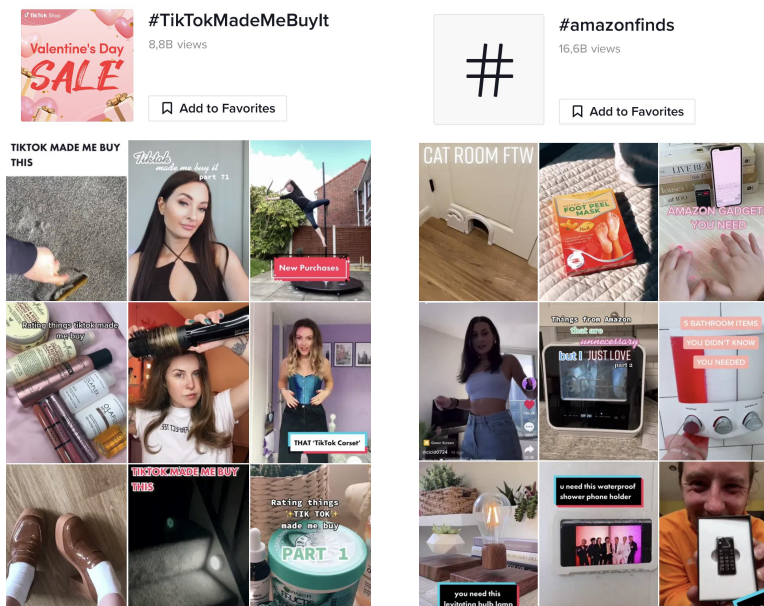 TikTok Shop
Valentine's Day
SALE
#TikTokMadeMeBuyIt
8,8B views
Add to Favorites
TIKTOK MADE ME BUY
THIS
Tiktok
made me buy it
part 71
New Purchases
Rating things tiktok made
me buy
OLAPLEX
THAT 'TikTok Corset'
TIKTOK MADE ME BUY
THIS
Rating things
TIK TOK
made me buy
PART 1
#amazonfinds
16,6B views
Add to Favorites
CAT ROOM FTW
FOOT PEEL
MASK
AMAZON GADGET
YOU NEED
Green Screen
Things from Amazon
that are
unnecessary
but I JUST LOVE
part 2
5 BATHROOM ITEMS
YOU DIDN'T KNOW
YOU NEEDED
you need this
levitating bulb lamp
u need this waterproof
shower phone holder